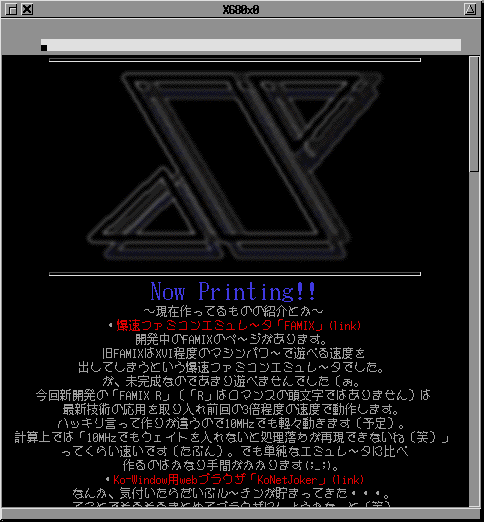 X680x0
Now Printing!!
～現在作ってるものの紹介とか～
・爆速ファミコンエミュレータ「FAMIX」(link)
開発中のFAMIXのページがあります。
旧FAMIXはXVI程度のマシンパワーで遊べる速度を
出してしまうという爆速ファミコンエミュレータでした。
が、未完成なのであまり遊べませんでした（ぉ。
今回新開発の「FAMIX R」（「R」はロマンスの頭文字ではありません）は
最新技術の応用を取り入れ前回の3倍程度の速度で動作します。
ハッキリ言って作りが違うので10MHzでも軽々動きます（予定）。
計算上では「10MHzでもウェイトを入れないと処理落ちが再現できないね（笑）」
ってくらい速いです（たぶん）。でも単純なエミュレータに比べ
作るのはかなり手間がかかります(;_;)。
・Ko-Window用webブラウザ「KoNetJoker」(link)
なんか、気付いたらだいぶルーチンが貯まってきた・・・。